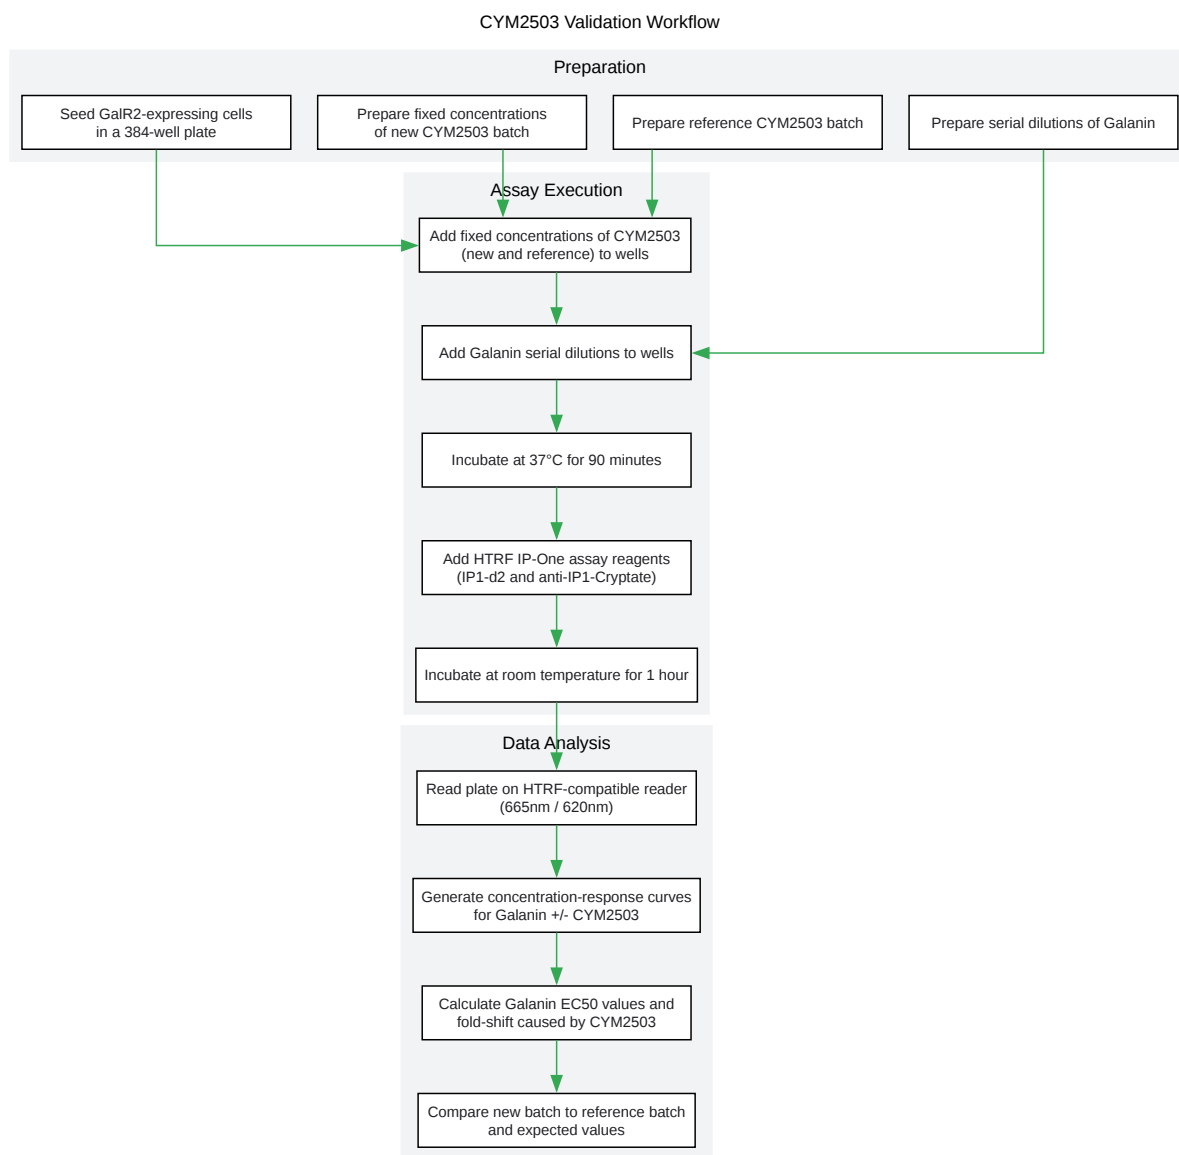 CYM2503 Validation Workflow
Preparation
Seed GalR2-expressing cells
in a 384-well plate
Prepare fixed concentrations
of new CYM2503 batch
Prepare reference CYM2503 batch
Prepare serial dilutions of Galanin
Assay Execution
Add fixed concentrations of CYM2503
(new and reference) to wells
Add Galanin serial dilutions to wells
Incubate at 37°C for 90 minutes
Add HTRF IP-One assay reagents
(IP1-d2 and anti-IP1-Cryptate)
Incubate at room temperature for 1 hour
Data Analysis
Read plate on HTRF-compatible reader
(665nm / 620nm)
Generate concentration-response curves
for Galanin +/- CYM2503
Calculate Galanin EC50 values and
fold-shift caused by CYM2503
Compare new batch to reference batch
and expected values